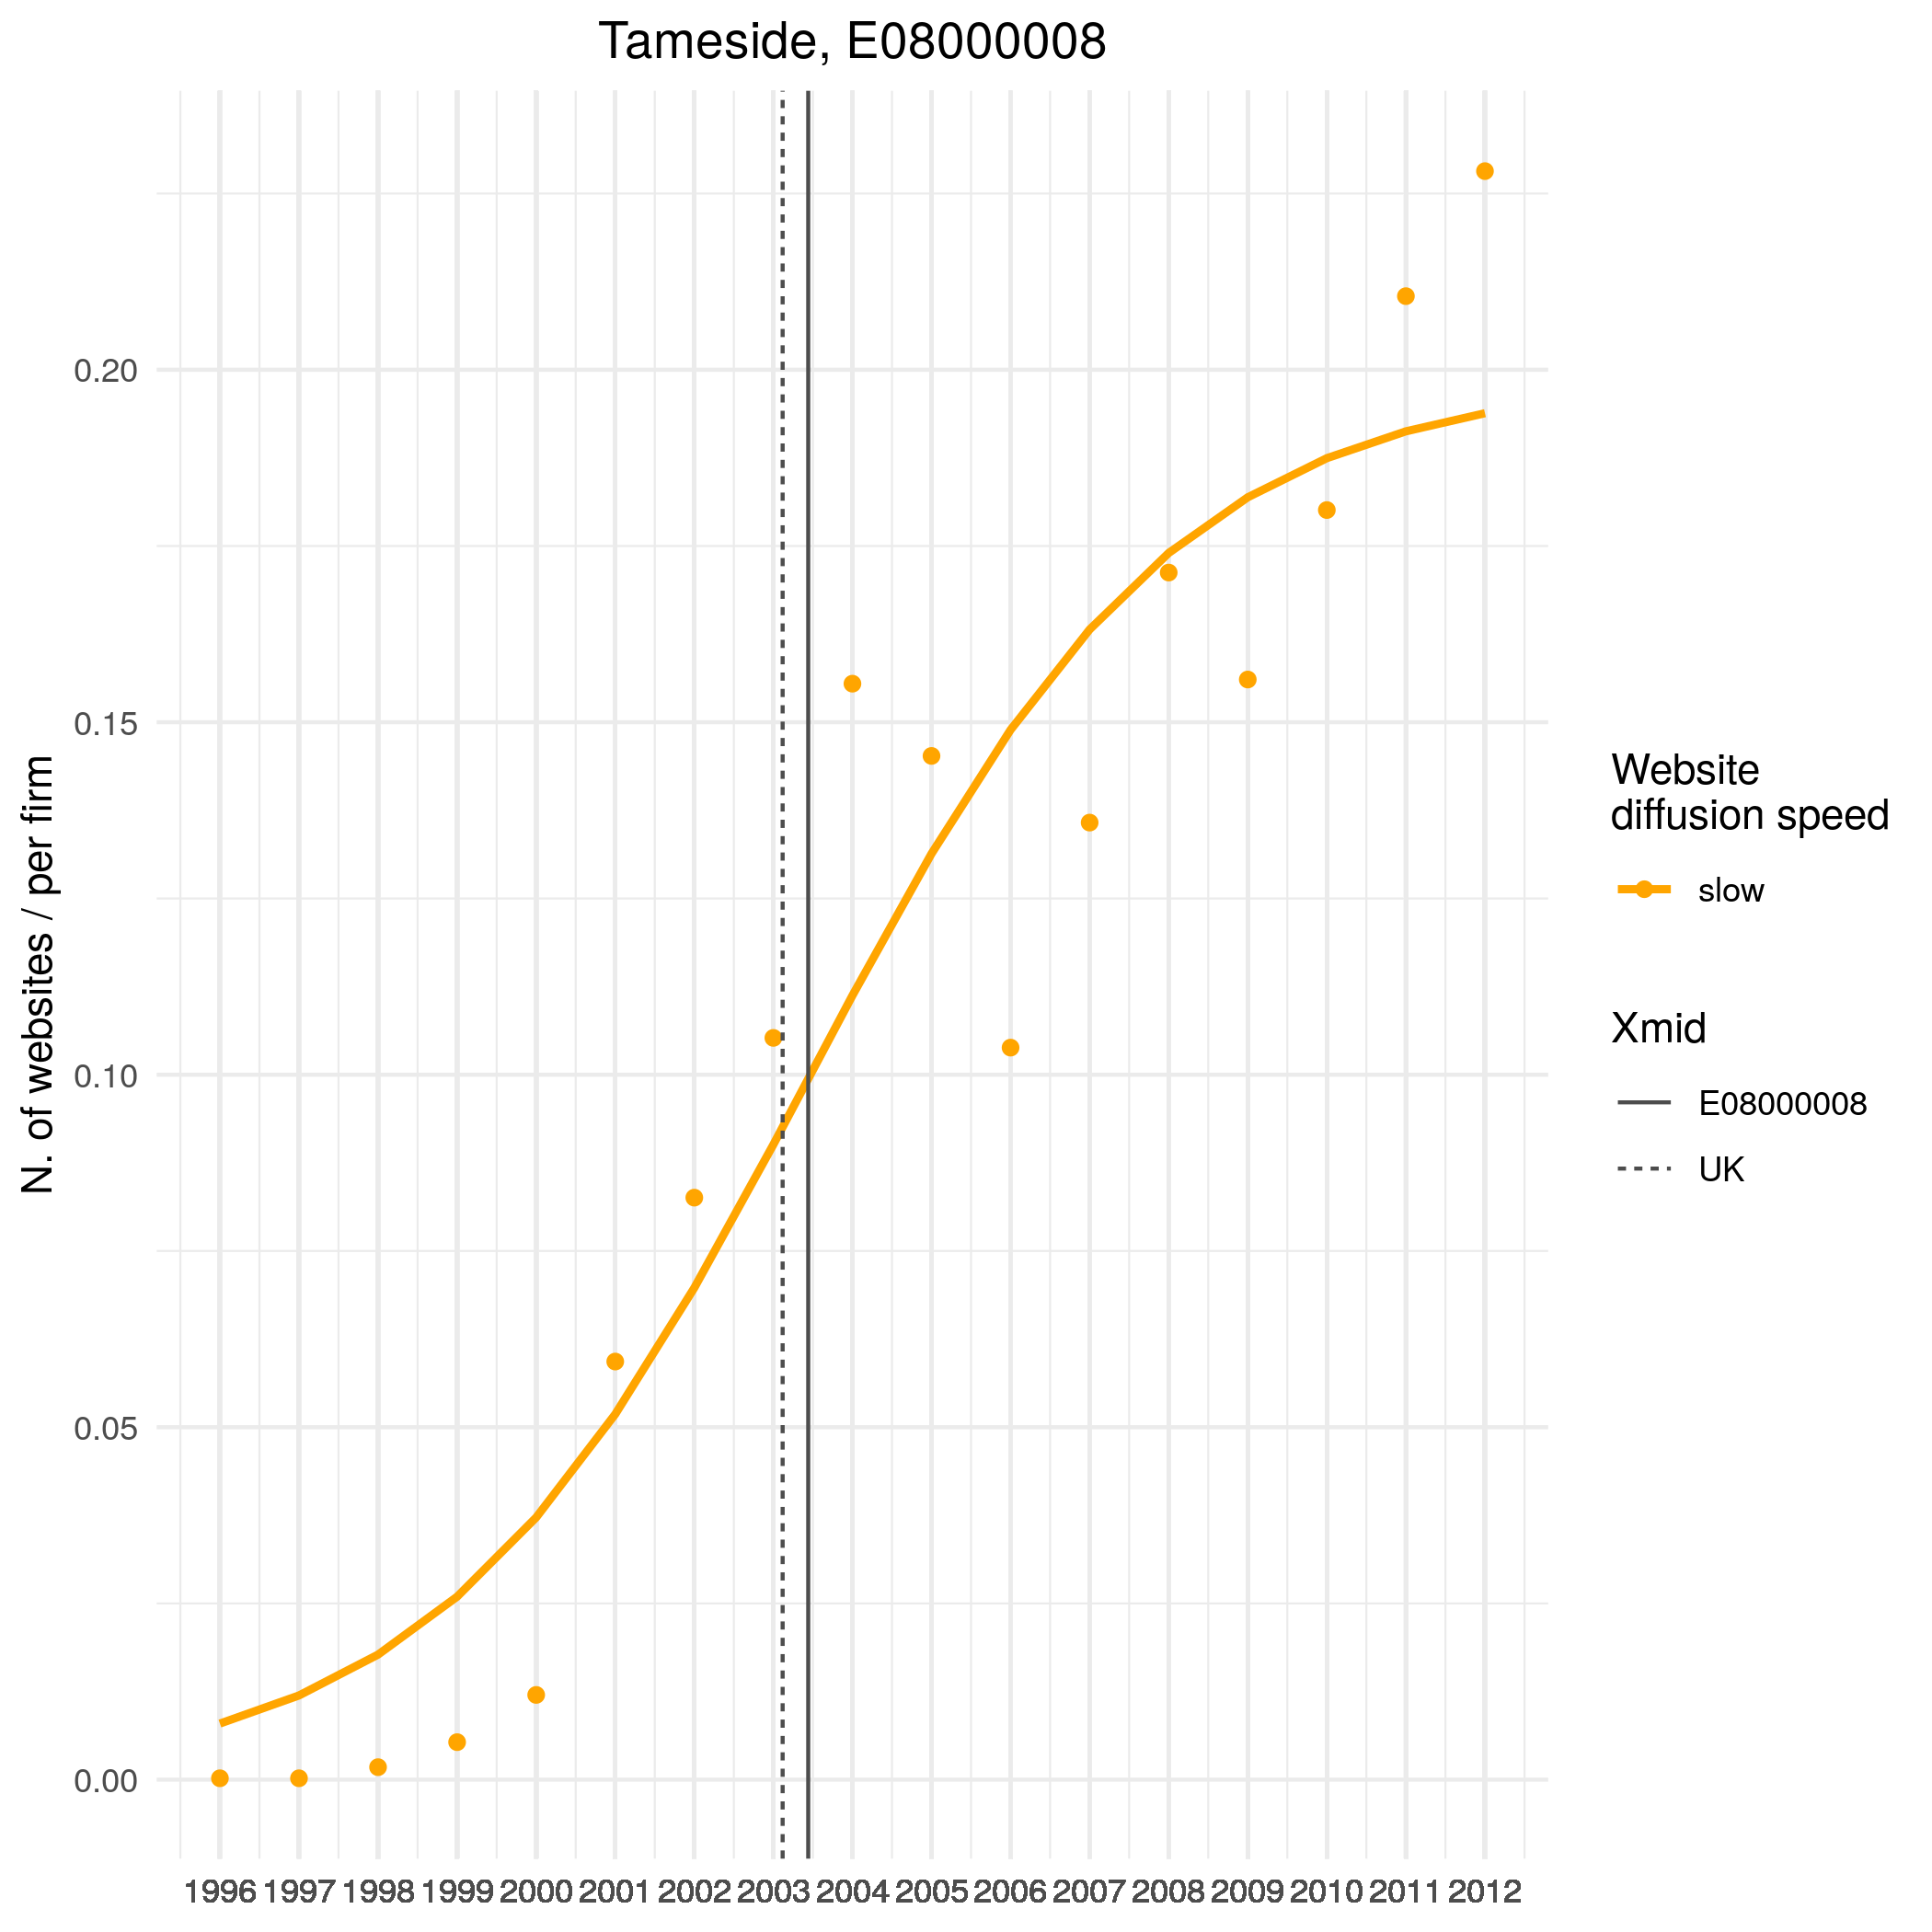 Tameside, E08000008
N. of websites / per firm
0.20
0.15
0.10
0.05
0.00
1996 1997 1998 1999 2000 2001 2002 2003 2004 2005 2006 2007 2008 2009 2010 2011 2012
Website
diffusion speed
slow
Xmid
E08000008
UK